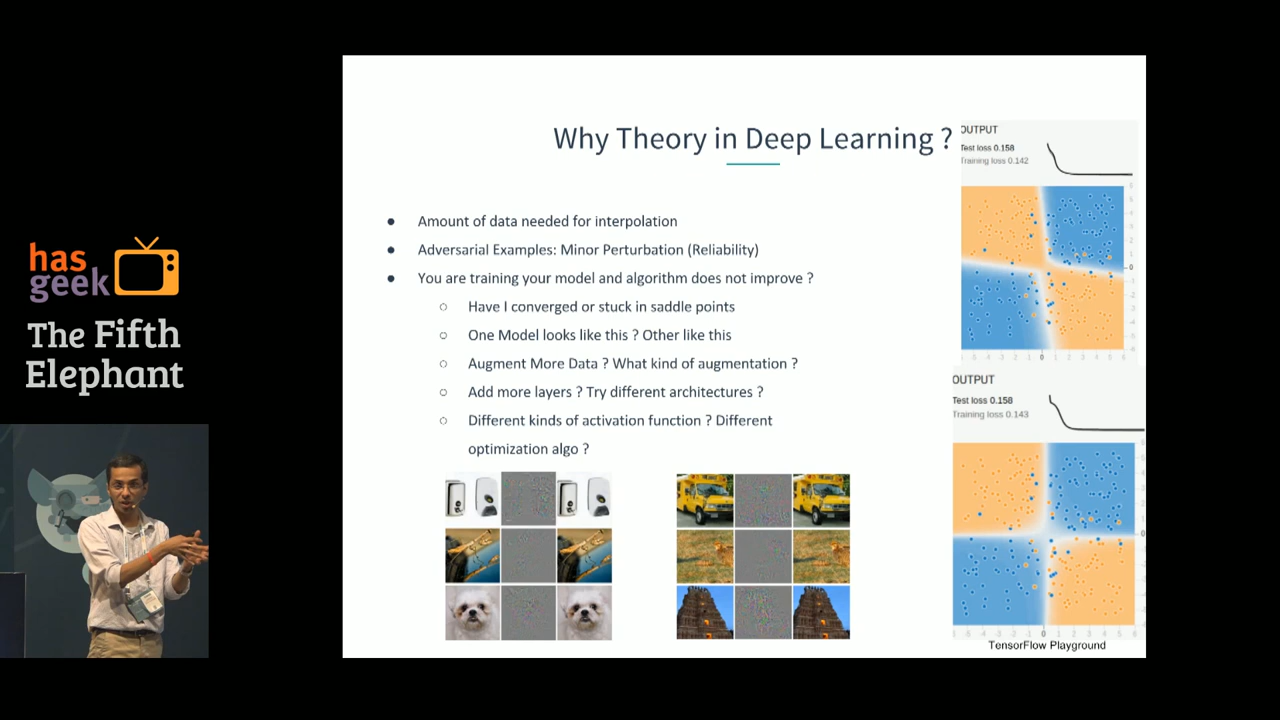 has
geek
The Fifth
Elephant
Why Theory in Deep Learning ?
● Amount of data needed for interpolation
● Adversarial Examples: Minor Perturbation (Reliability)
● You are training your model and algorithm does not improve ?
○ Have I converged or stuck in saddle points
○ One Model looks like this ? Other like this
○ Augment More Data ? What kind of augmentation ?
○ Add more layers ? Try different architectures ?
○ Different kinds of activation function ? Different
optimization algo ?
OUTPUT
Test loss 0.158
Training loss 0.142
OUTPUT
Test loss 0.158
Training loss 0.143
TensorFlow Playground